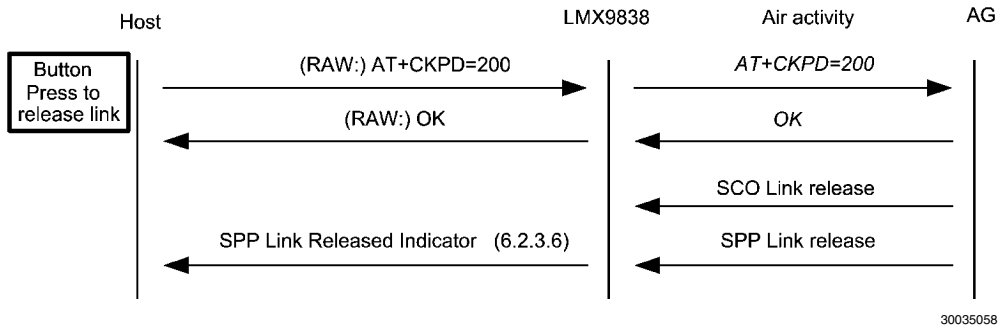 Host
LMX9838
Air activity
AG
Button
Press to
release link
(RAW:) AT+CKPD=200
AT+CKPD=200
(RAW:) OK
OK
SCO Link release
SPP Link Released Indicator (6.2.3.6)
SPP Link release
30035058